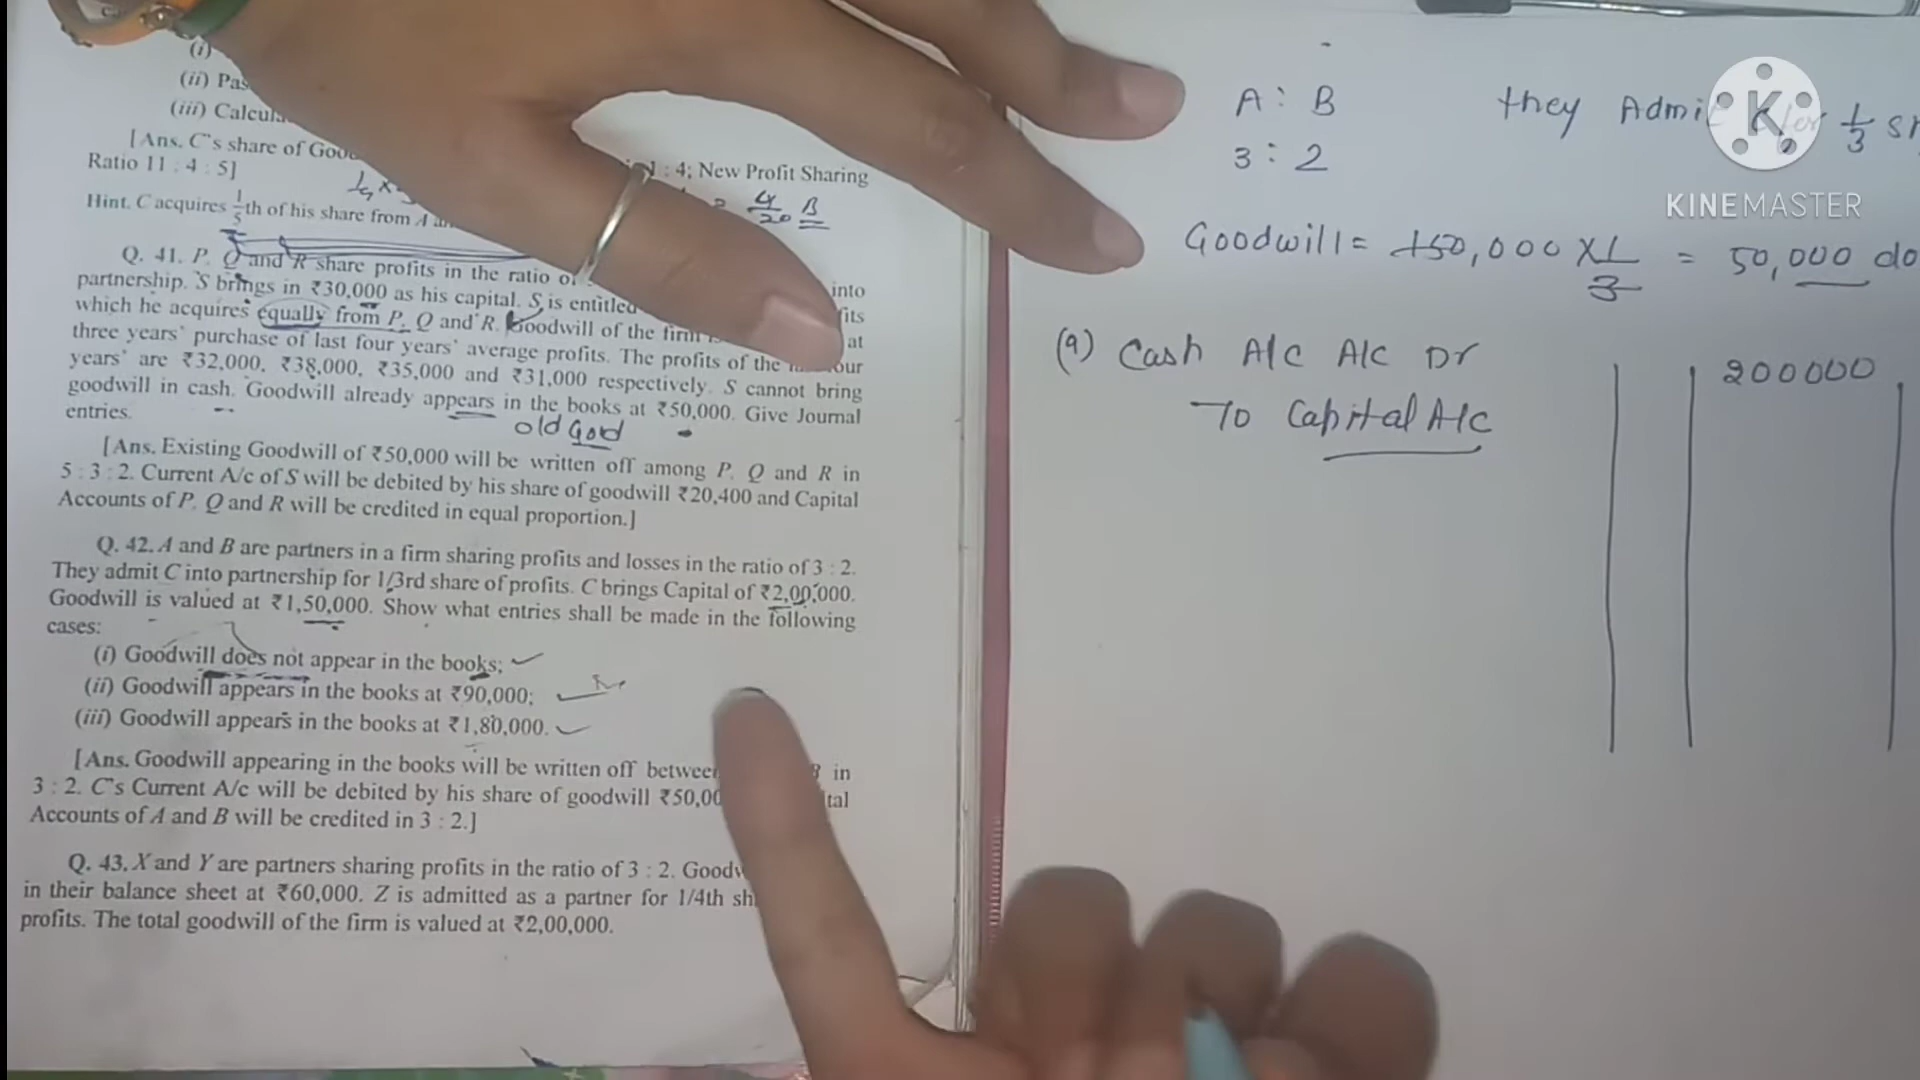 (i)
(ii) Pas
(iii) Calcula
[Ans. C's share of Goo
1 : 4; New Profit Sharing
Ratio 11 : 4 : 5]
4/20 B
Hint. C acquires 1/5th of his share from A
Q. 41. P, Q and R share profits in the ratio o
into
partnership. S brings in ₹30,000 as his capital. S is entitled
fits
which he acquires equally from P, Q and R. Goodwill of the firm
at
three years' purchase of last four years' average profits. The profits of the
our
years' are ₹32,000, ₹38,000, ₹35,000 and ₹31,000 respectively. S cannot bring
goodwill in cash. Goodwill already appears in the books at ₹50,000. Give Journal
entries.
old Good
[Ans. Existing Goodwill of ₹50,000 will be written off among P, Q and R in
5 : 3 : 2. Current A/c of S will be debited by his share of goodwill ₹20,400 and Capital
Accounts of P, Q and R will be credited in equal proportion.]
Q. 42. A and B are partners in a firm sharing profits and losses in the ratio of 3 : 2.
They admit C into partnership for 1/3rd share of profits. C brings Capital of ₹2,00,000.
Goodwill is valued at ₹1,50,000. Show what entries shall be made in the following
cases:
(i) Goodwill does not appear in the books;
(ii) Goodwill appears in the books at ₹90,000;
(iii) Goodwill appears in the books at ₹1,80,000.
[Ans. Goodwill appearing in the books will be written off between
B in
3 : 2. C's Current A/c will be debited by his share of goodwill ₹50,00
tal
Accounts of A and B will be credited in 3 : 2.]
Q. 43. X and Y are partners sharing profits in the ratio of 3 : 2. Goodw
in their balance sheet at ₹60,000. Z is admitted as a partner for 1/4th sh
profits. The total goodwill of the firm is valued at ₹2,00,000.
A : B
they Admit for 1/3 sh
3 : 2
K
KINEMASTER
Goodwill = 150,000 X 1/3 = 50,000 do
(a) Cash A/c A/c Dr
200000
To Capital A/c